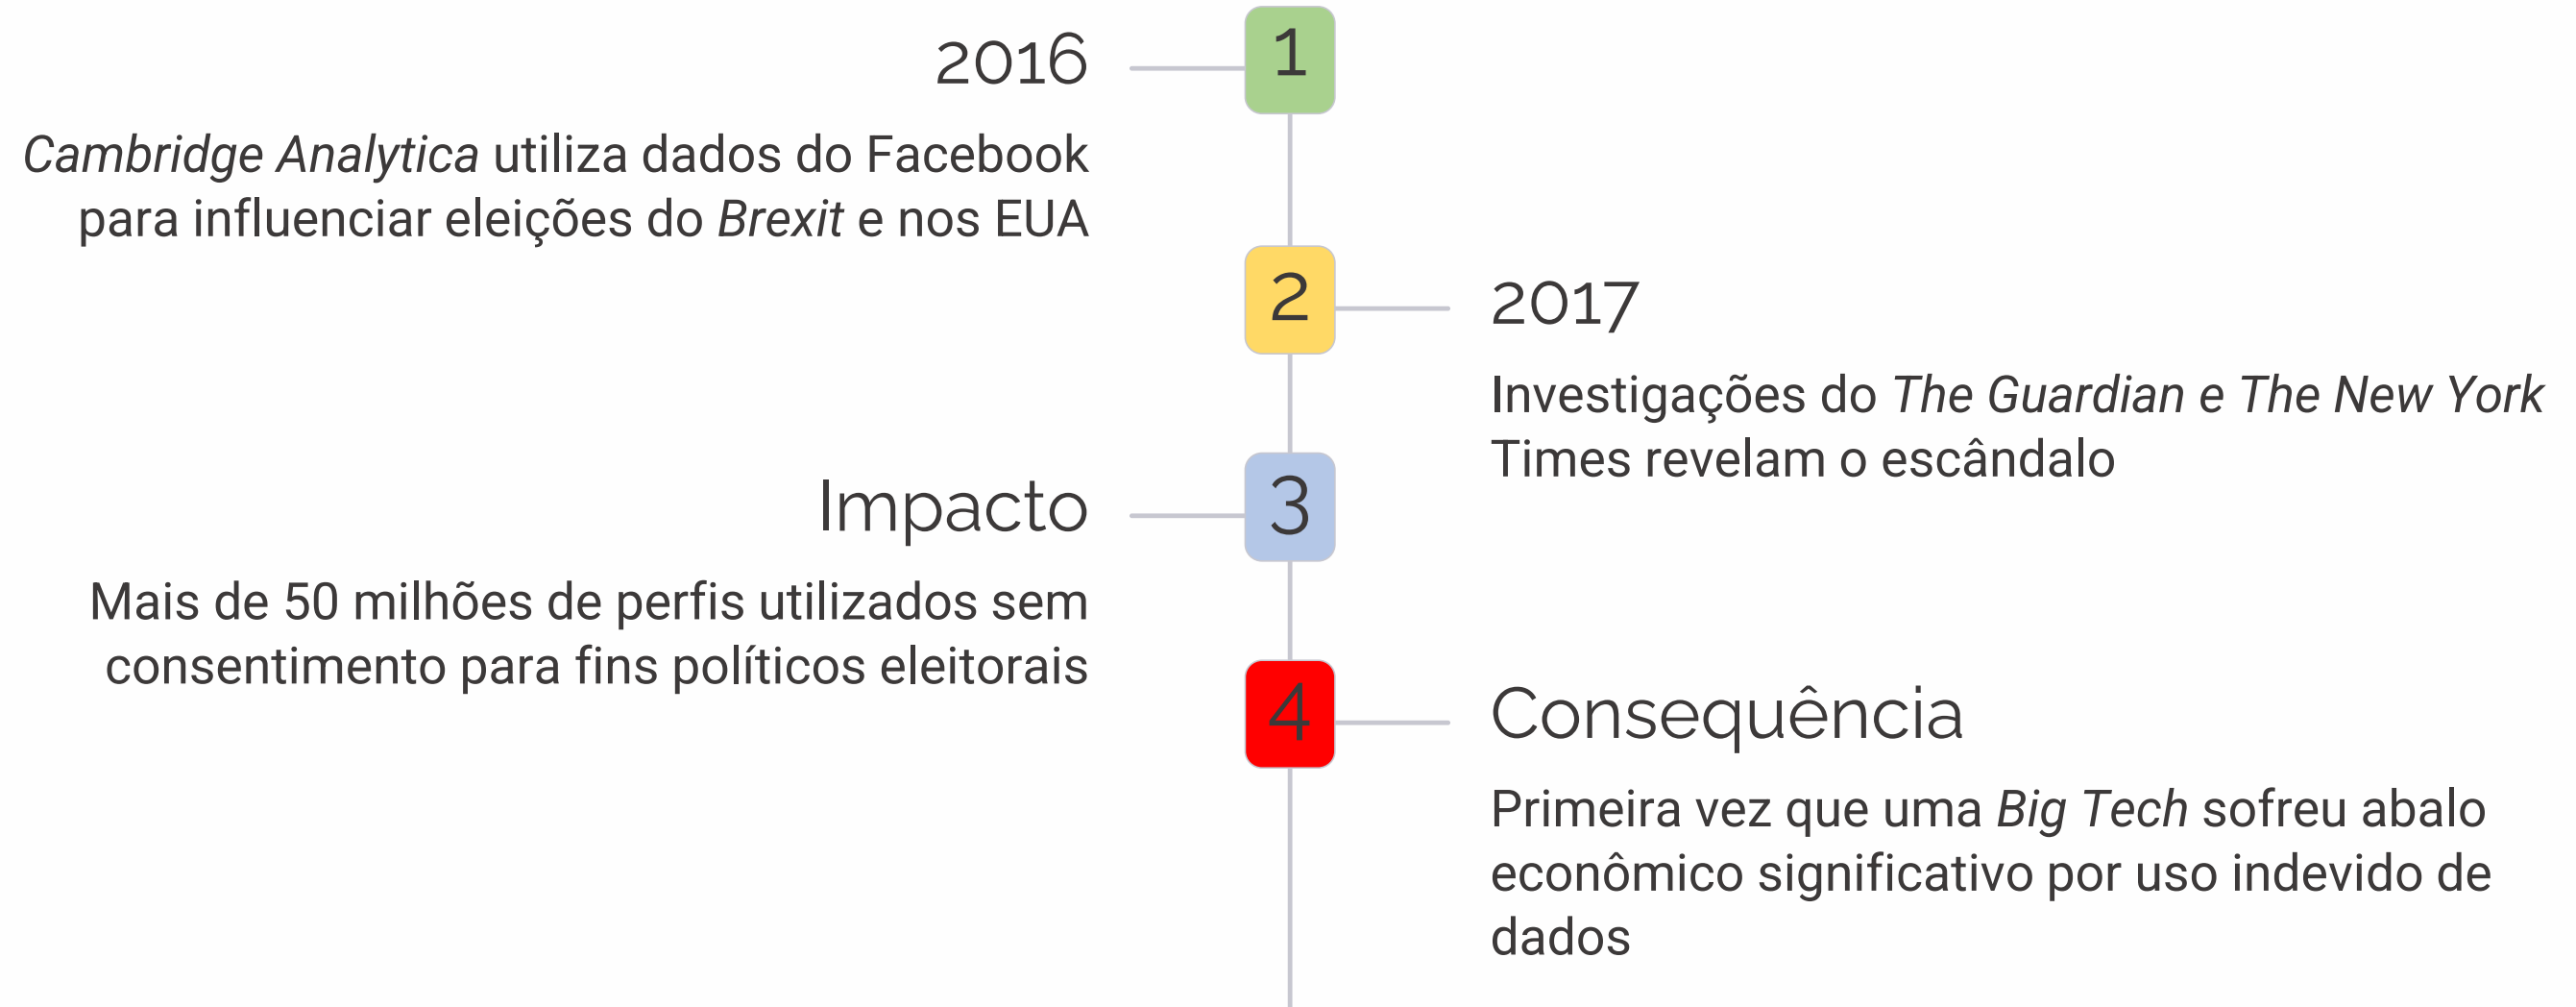 1
2016
Cambridge Analytica utiliza dados do Facebook
para influenciar eleições do Brexit e nos EUA
2
2017
Investigações do The Guardian e The New York
Times revelam o escândalo
3
Impacto
Mais de 50 milhões de perfis utilizados sem
consentimento para fins políticos eleitorais
4
Consequência
Primeira vez que uma Big Tech sofreu abalo
econômico significativo por uso indevido de
dados